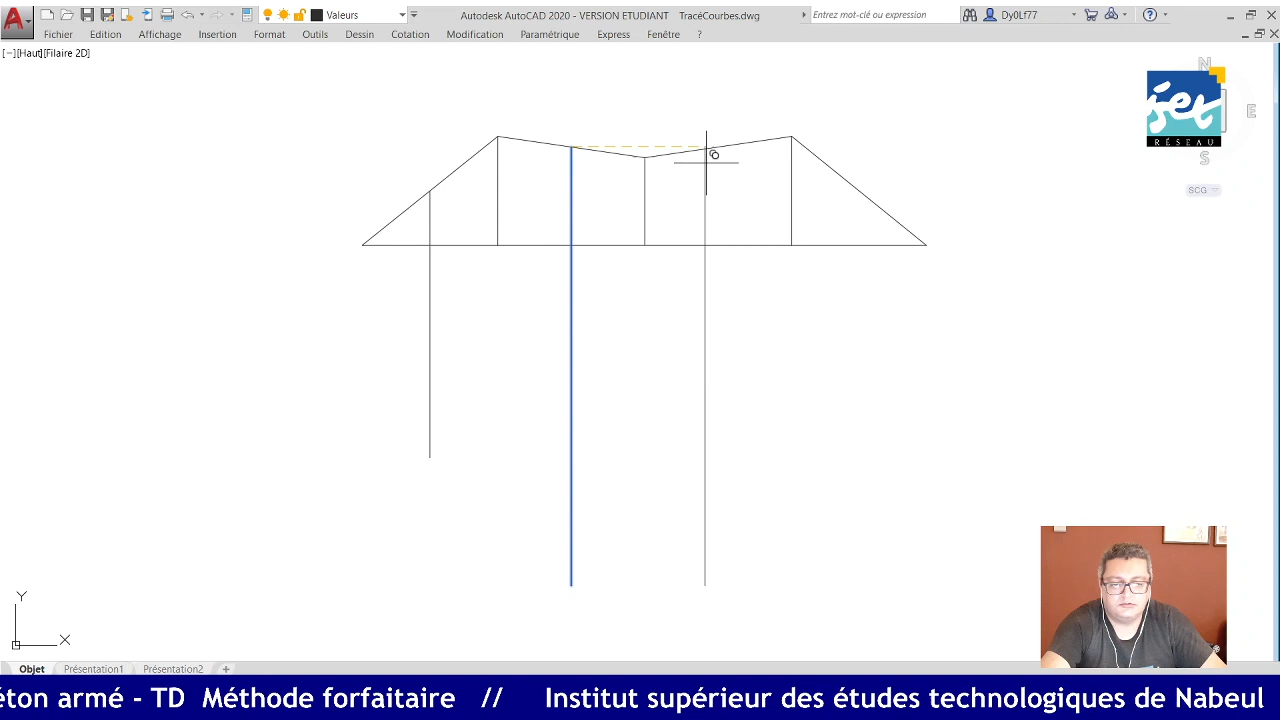 Valeurs
Autodesk AutoCAD 2020 - VERSION ETUDIANT TracéCourbes.dwg
Entrez mot-clé ou expression
Dy0Lf77
Fichier Edition Affichage Insertion Format Outils Dessin Cotation Modification Paramétrique Express Fenêtre ?
[−][Haut][Filaire 2D]
N
E
S
iset
RÉSEAU
SCG
Y
X
Objet Présentation1 Présentation2 +
éton armé - TD Méthode forfaitaire // Institut supérieur des études technologiques de Nabeul